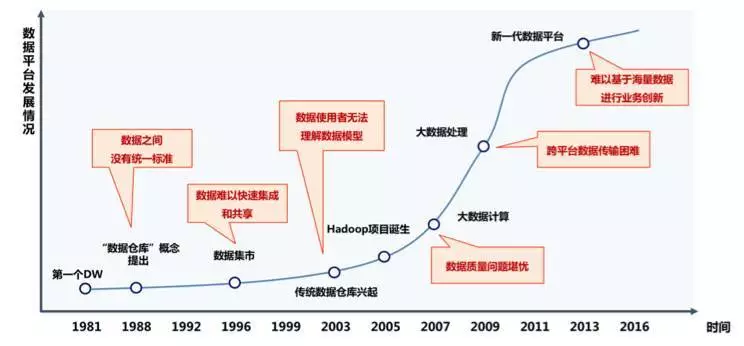 数据平台发展情况
新一代数据平台
难以基于海量数据
进行业务创新
数据使用者无法
理解数据模型
大数据处理
数据之间
没有统一标准
跨平台数据传输困难
数据难以快速集成
和共享
Hadoop项目诞生
大数据计算
“数据仓库”概念
提出
数据集市
数据质量问题堪忧
第一个DW
传统数据仓库兴起
1981 1988 1992 1996 1999 2003 2005 2007 2009 2011 2013 2016 时间